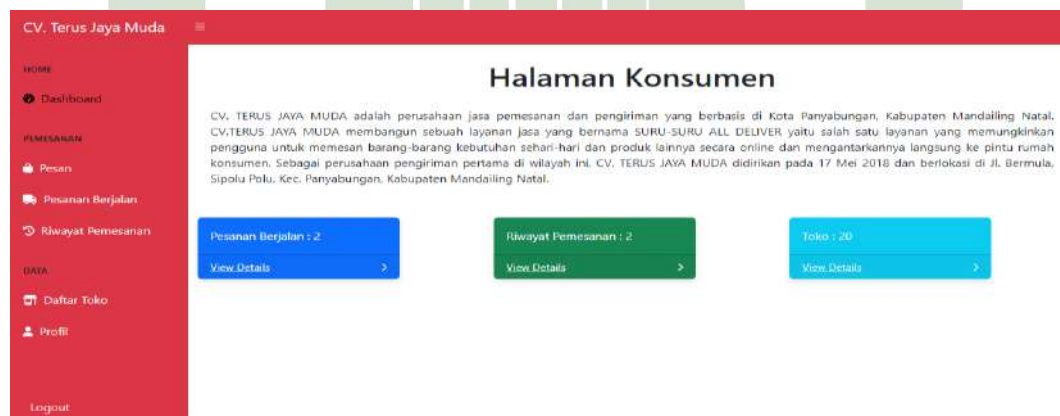 CV. Terus Jaya Muda
HOME
Dashboard
PEMESANAN
Pesan
Pesanan Berjalan
Riwayat Pemesanan
DATA
Daftar Toko
Profil
Logout
Halaman Konsumen
CV. TERUS JAYA MUDA adalah perusahaan jasa pemesanan dan pengiriman yang berbasis di Kota Panyabungan, Kabupaten Mandailing Natal.
CV.TERUS JAYA MUDA membangun sebuah layanan jasa yang bernama SURU-SURU ALL DELIVER yaitu salah satu layanan yang memungkinkan
pengguna untuk memesan barang-barang kebutuhan sehari-hari dan produk lainnya secara online dan mengantarkannya langsung ke pintu rumah
konsumen. Sebagai perusahaan pengiriman pertama di wilayah ini. CV. TERUS JAYA MUDA didirikan pada 17 Mei 2018 dan berlokasi di Jl. Bermula,
Sipolu Polu, Kec. Panyabungan, Kabupaten Mandailing Natal.
Pesanan Berjalan : 2
View Details
Riwayat Pemesanan : 2
View Details
Toko : 20
View Details